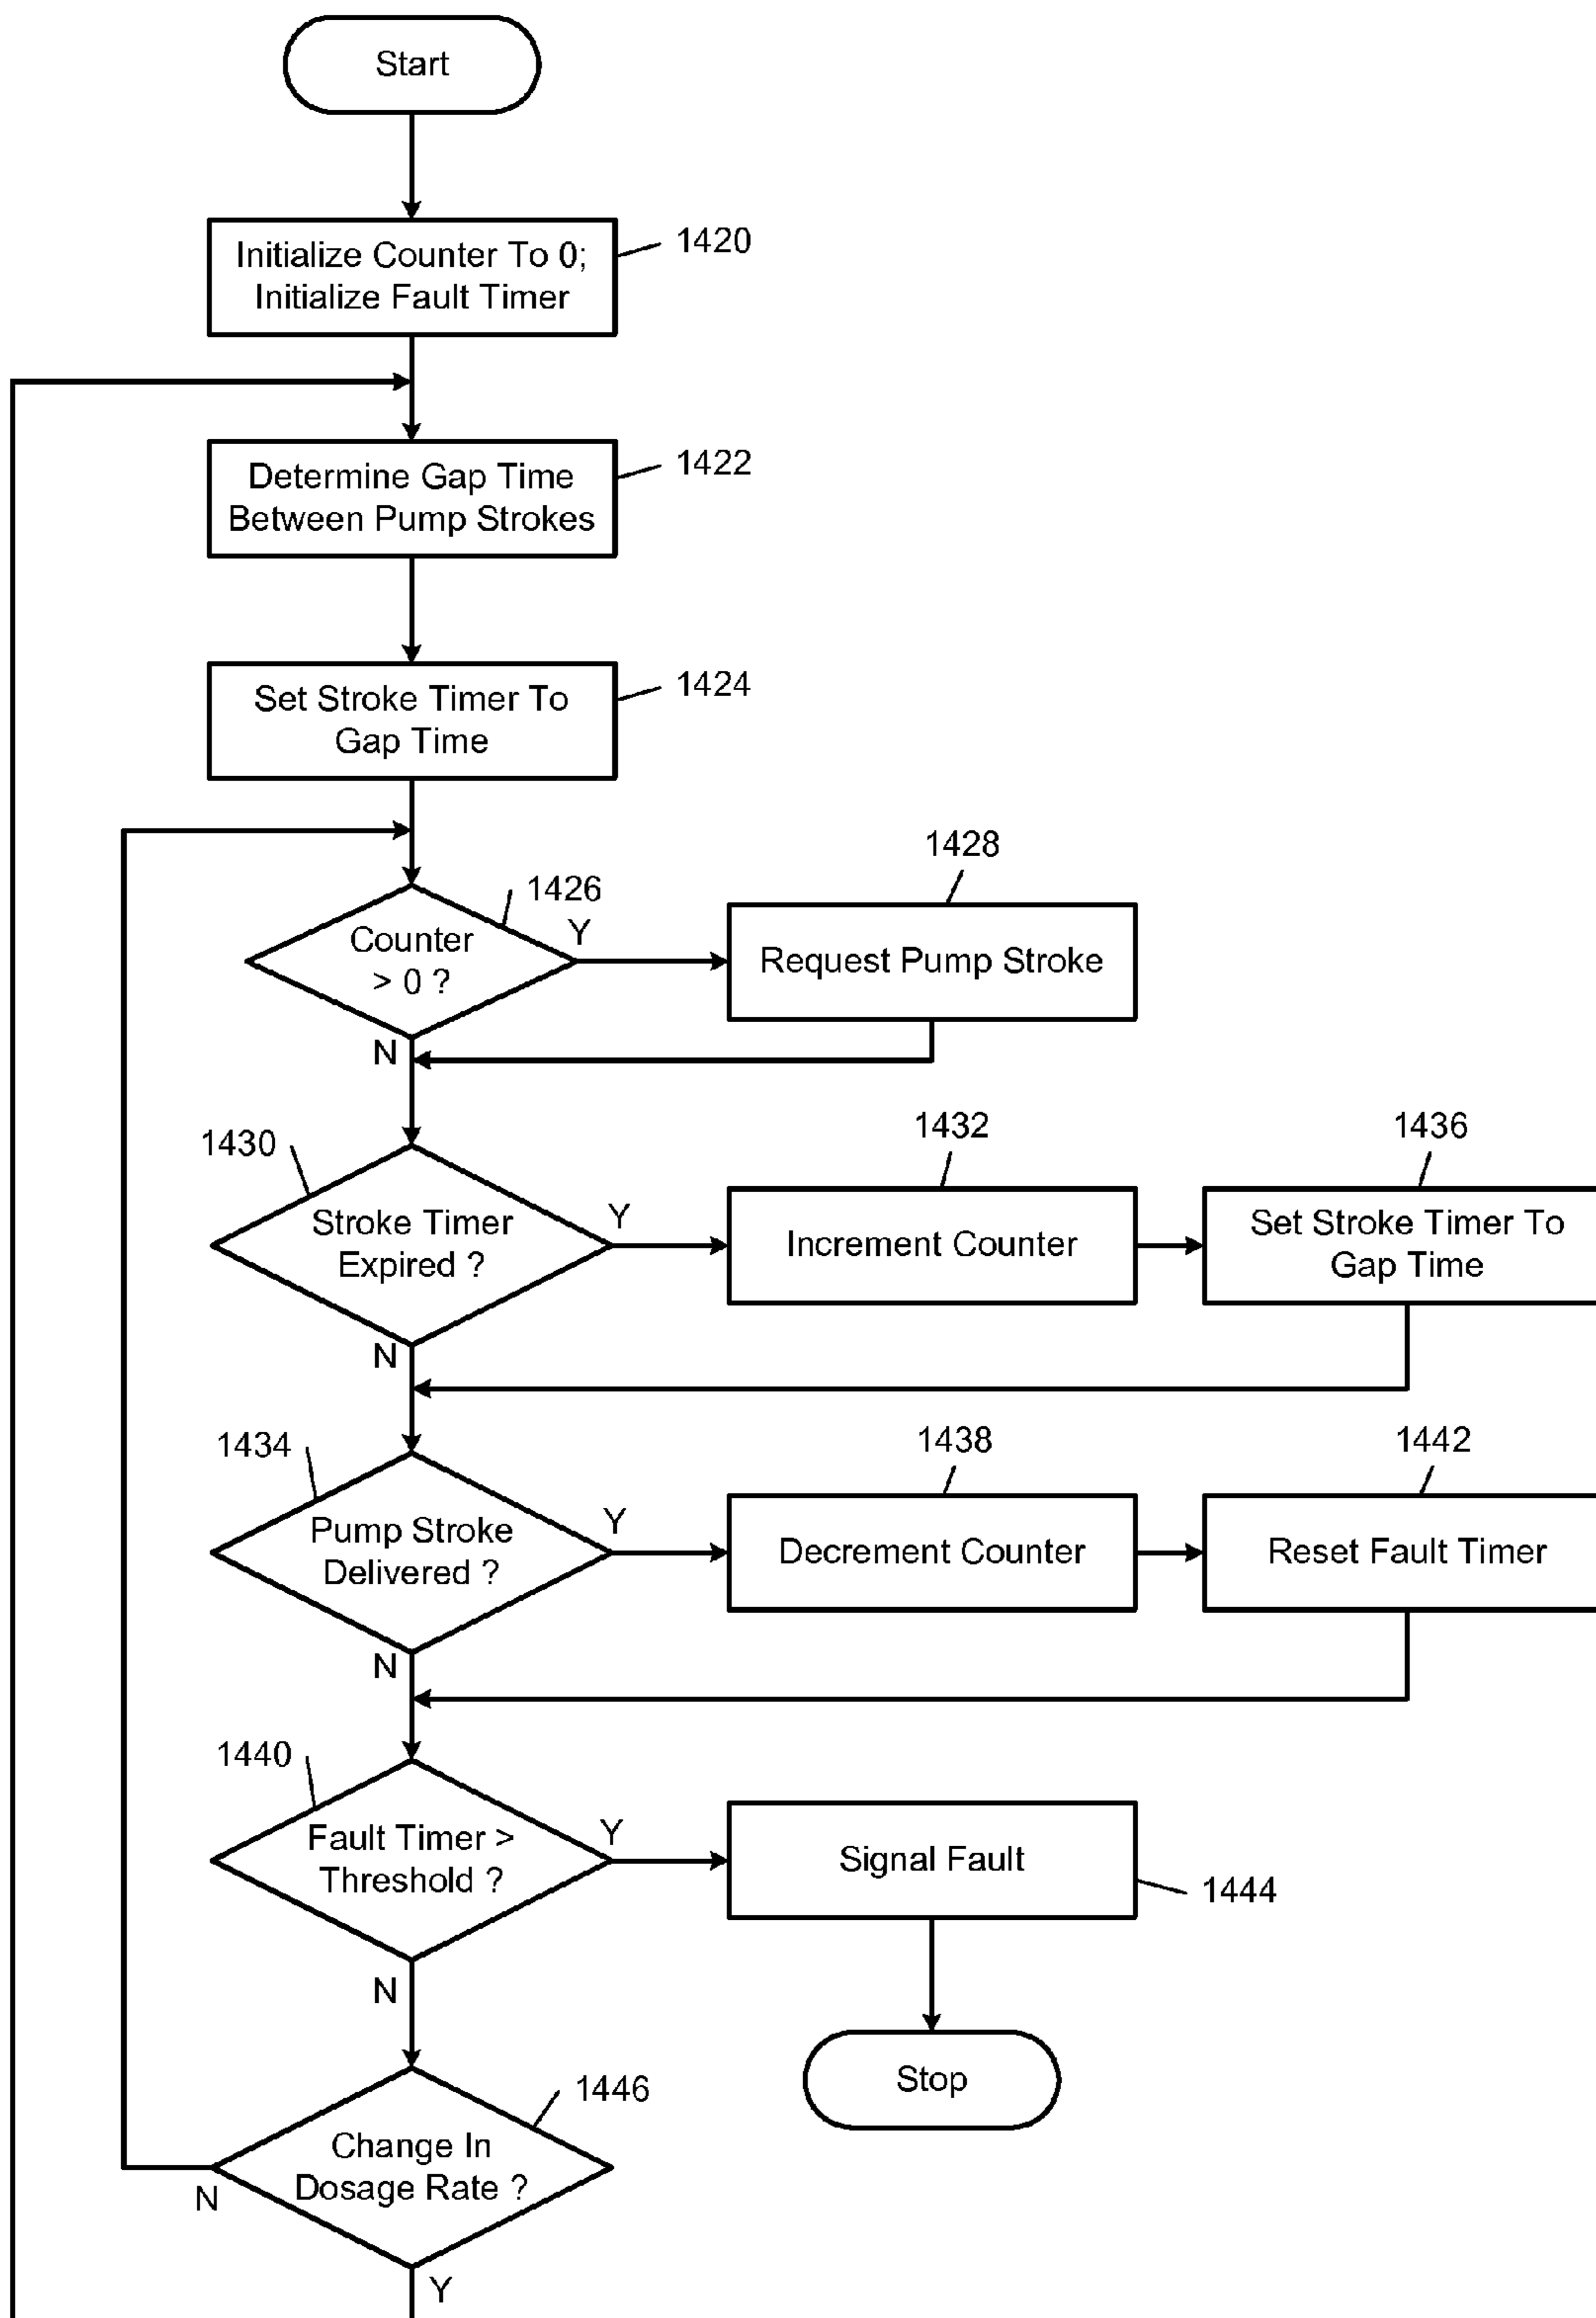 Start
Initialize Counter To 0;
Initialize Fault Timer
1420
Determine Gap Time
Between Pump Strokes
1422
Set Stroke Timer To
Gap Time
1424
1426
Counter
> 0 ?
Y
N
1428
Request Pump Stroke
1430
Stroke Timer
Expired ?
Y
N
1432
Increment Counter
1436
Set Stroke Timer To
Gap Time
1434
Pump Stroke
Delivered ?
Y
N
1438
Decrement Counter
1442
Reset Fault Timer
1440
Fault Timer >
Threshold ?
Y
N
Signal Fault
1444
Stop
1446
Change In
Dosage Rate ?
N
Y